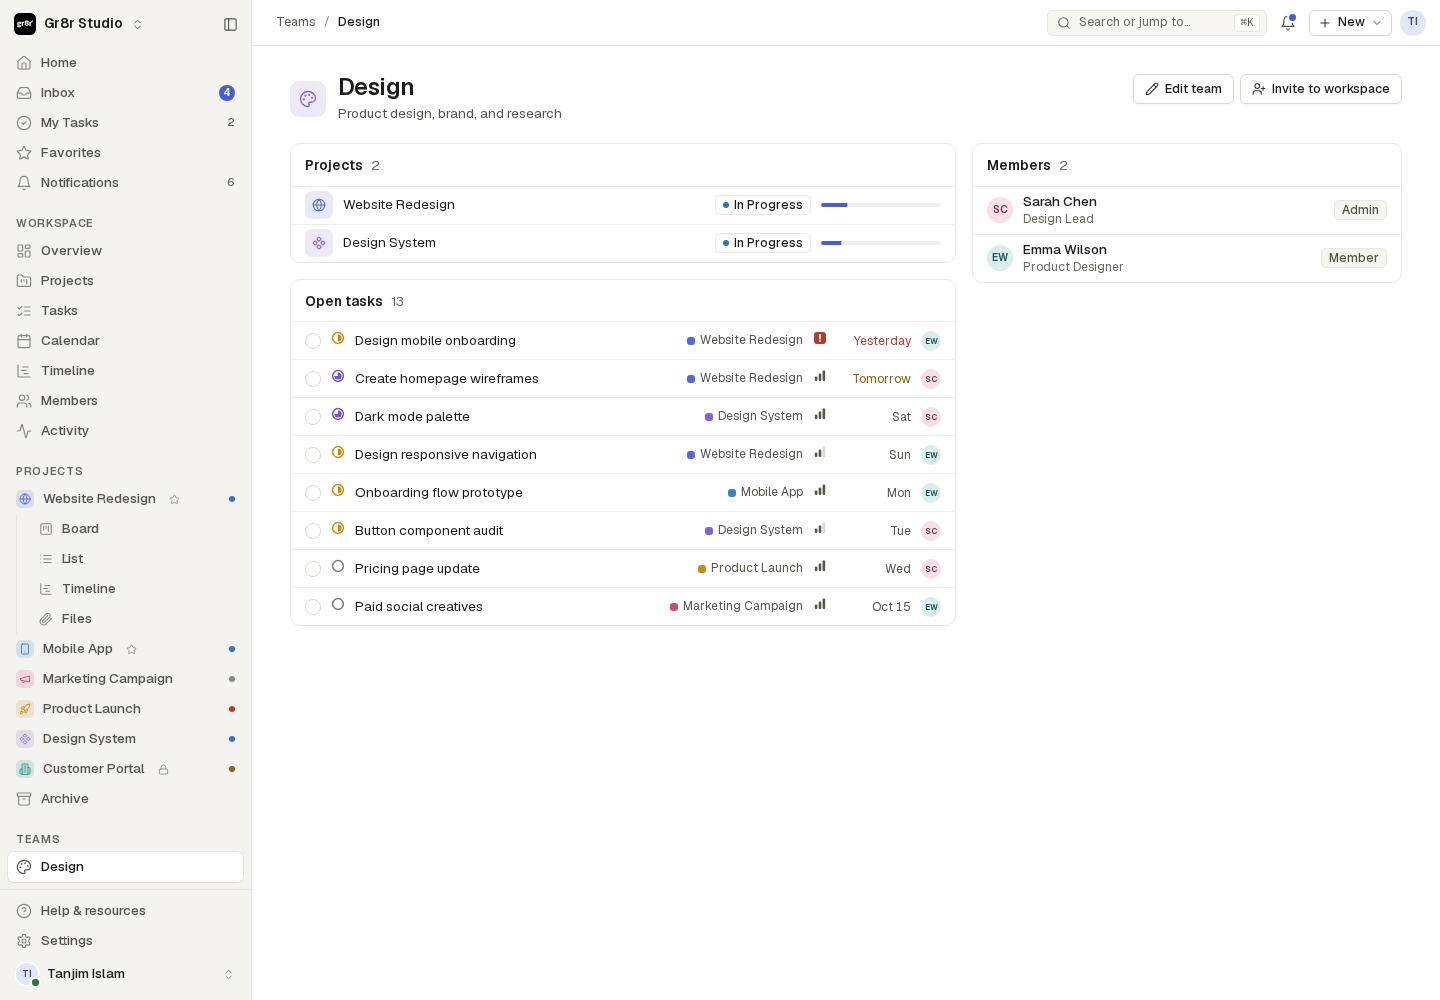 gr8r Gr8r Studio
Home
Inbox 4
My Tasks 2
Favorites
Notifications 6
WORKSPACE
Overview
Projects
Tasks
Calendar
Timeline
Members
Activity
PROJECTS
Website Redesign
Board
List
Timeline
Files
Mobile App
Marketing Campaign
Product Launch
Design System
Customer Portal
Archive
TEAMS
Design
Help & resources
Settings
TI Tanjim Islam
Teams / Design
Search or jump to... ⌘K
New
TI
Design
Product design, brand, and research
Edit team
Invite to workspace
Projects 2
Website Redesign In Progress
Design System In Progress
Open tasks 13
Design mobile onboarding Website Redesign ! Yesterday EW
Create homepage wireframes Website Redesign Tomorrow SC
Dark mode palette Design System Sat SC
Design responsive navigation Website Redesign Sun EW
Onboarding flow prototype Mobile App Mon EW
Button component audit Design System Tue SC
Pricing page update Product Launch Wed SC
Paid social creatives Marketing Campaign Oct 15 EW
Members 2
SC Sarah Chen Admin
Design Lead
EW Emma Wilson Member
Product Designer